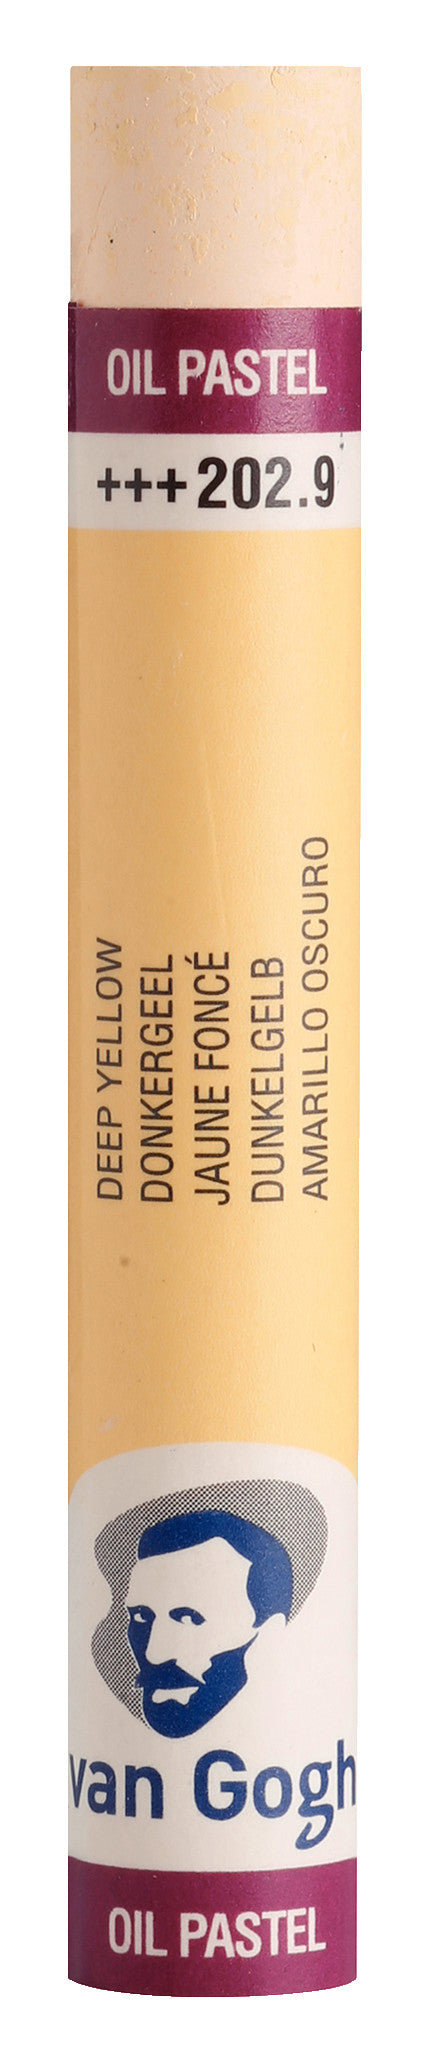 OIL PASTEL
+++202.9
DEEP YELLOW
DONKERGEEL
JAUNE FONCÉ
DUNKELGELB
AMARILLO OSCURO
van Gogh
OIL PASTEL